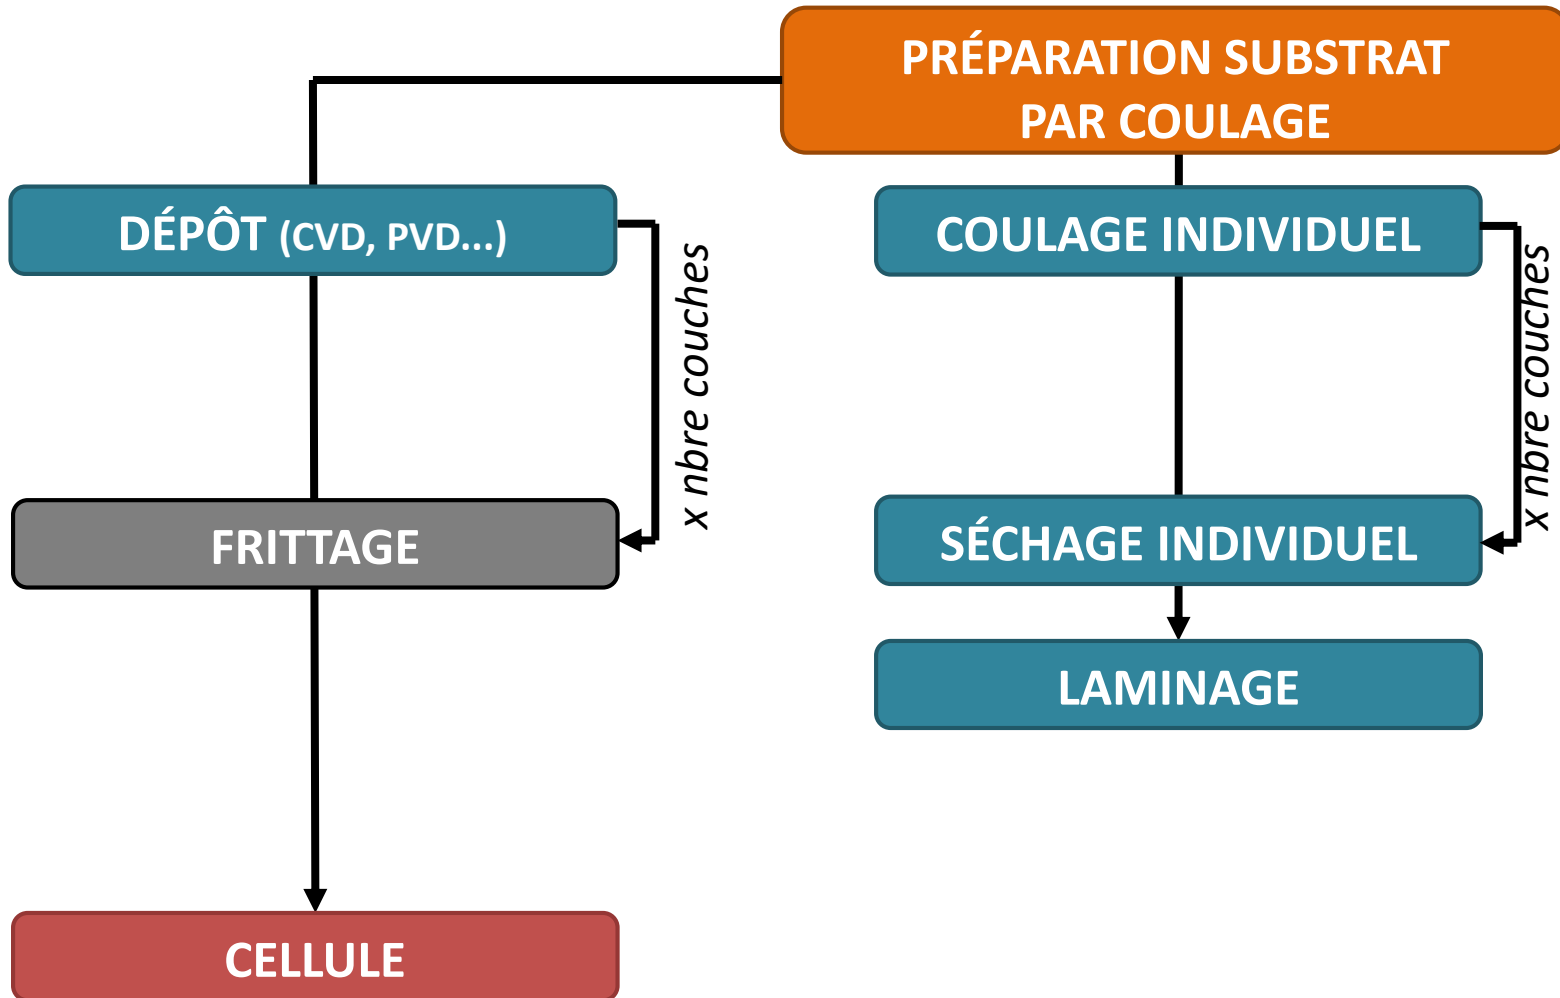 PRÉPARATION SUBSTRAT
PAR COULAGE
DÉPÔT (CVD, PVD...)
x nbre couches
COULAGE INDIVIDUEL
x nbre couches
FRITTAGE
SÉCHAGE INDIVIDUEL
LAMINAGE
CELLULE